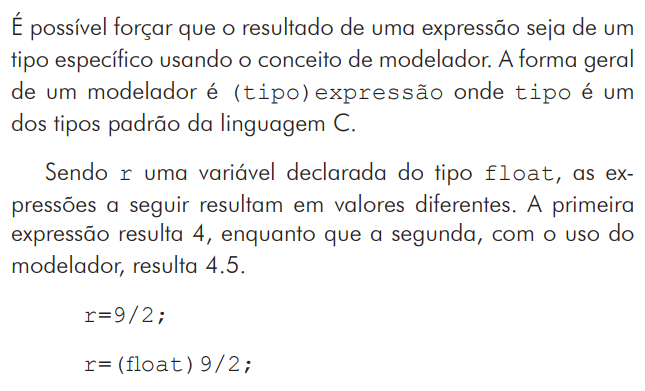 É possível forçar que o resultado de uma expressão seja de um
tipo específico usando o conceito de modelador. A forma geral
de um modelador é (tipo)expressão onde tipo é um
dos tipos padrão da linguagem C.
Sendo r uma variável declarada do tipo float, as ex-
pressões a seguir resultam em valores diferentes. A primeira
expressão resulta 4, enquanto que a segunda, com o uso do
modelador, resulta 4.5.
r=9/2;
r=(float)9/2;